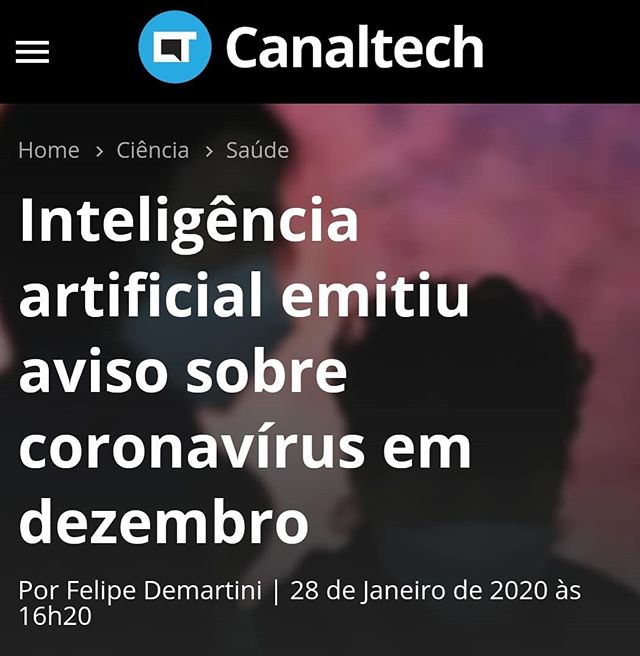 CT Canaltech
Home > Ciência > Saúde
Inteligência
artificial emitiu
aviso sobre
coronavírus em
dezembro
Por Felipe Demartini | 28 de Janeiro de 2020 às
16h20